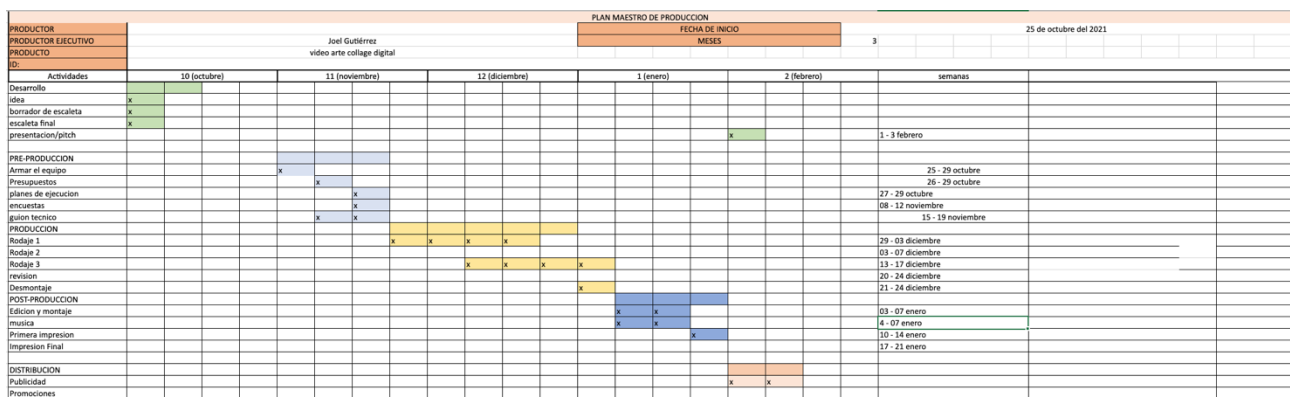 PLAN MAESTRO DE PRODUCCION
PRODUCTOR FECHA DE INICIO 25 de octubre del 2021
PRODUCTOR EJECUTIVO Joel Gutiérrez MESES 3
PRODUCTO video arte collage digital
ID:
Actividades 10 (octubre) 11 (noviembre) 12 (diciembre) 1 (enero) 2 (febrero) semanas
Desarrollo
idea x
borrador de escaleta x
escaleta final x
presentacion/pitch x 1 - 3 febrero
PRE-PRODUCCION
Armar el equipo x 25 - 29 octubre
Presupuestos x 26 - 29 octubre
planes de ejecucion x 27 - 29 octubre
encuestas x 08 - 12 noviembre
guion tecnico x x 15 - 19 noviembre
PRODUCCION
Rodaje 1 x x x x 29 - 03 diciembre
Rodaje 2 03 - 07 diciembre
Rodaje 3 x x x x 13 - 17 diciembre
revision 20 - 24 diciembre
Desmontaje x 21 - 24 diciembre
POST-PRODUCCION
Edicion y montaje x x 03 - 07 enero
musica x x 4 - 07 enero
Primera impresion x 10 - 14 enero
Impresion Final 17 - 21 enero
DISTRIBUCION
Publicidad x x
Promociones